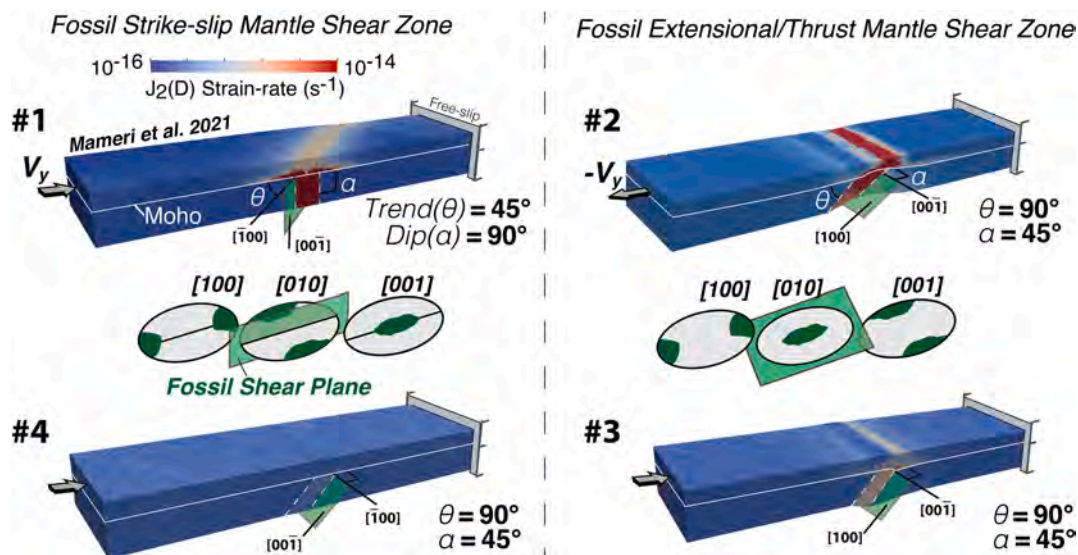 Fossil Strike-slip Mantle Shear Zone
Fossil Extensional/Thrust Mantle Shear Zone
10-16 10-14
J2(D) Strain-rate (s-1)
#1
Mameri et al. 2021
Free-slip
Vy
Moho
θ
α
[1̄00]
[001̄]
Trend(θ) = 45°
Dip(α) = 90°
#2
-Vy
θ
α
[100]
[001̄]
θ = 90°
α = 45°
[100] [010] [001]
Fossil Shear Plane
[100] [010] [001]
#4
[1̄00]
[001̄]
θ = 90°
α = 45°
#3
[001̄]
[100]
θ = 90°
α = 45°